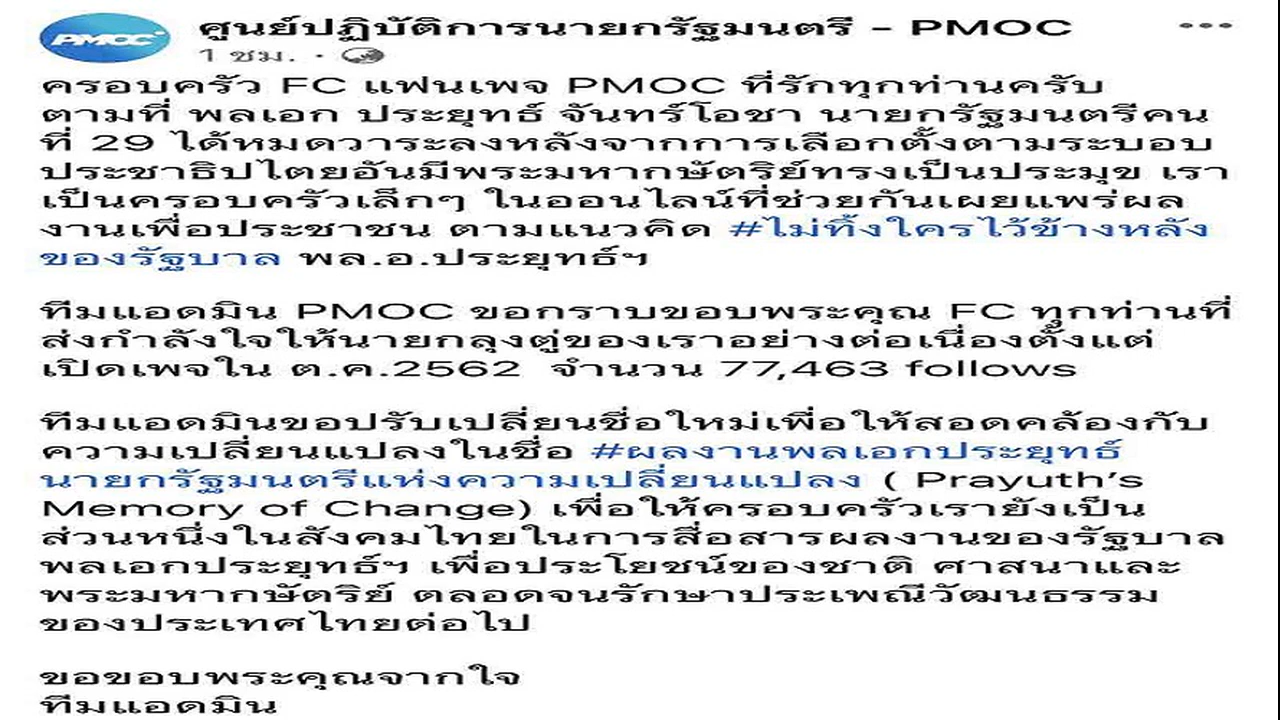 PMOC
ศูนย์ปฏิบัติการนายกรัฐมนตรี - PMOC
1 ชม. ·
ครอบครัว FC แฟนเพจ PMOC ที่รักทุกท่านครับ
ตามที่ พลเอก ประยุทธ์ จันทร์โอชา นายกรัฐมนตรีคน
ที่ 29 ได้หมดวาระลงหลังจากการเลือกตั้งตามระบอบ
ประชาธิปไตยอันมีพระมหากษัตริย์ทรงเป็นประมุข เรา
เป็นครอบครัวเล็กๆ ในออนไลน์ที่ช่วยกันเผยแพร่ผล
งานเพื่อประชาชน ตามแนวคิด #ไม่ทิ้งใครไว้ข้างหลัง
ของรัฐบาล พล.อ.ประยุทธ์ฯ
ทีมแอดมิน PMOC ขอกราบขอบพระคุณ FC ทุกท่านที่
ส่งกำลังใจให้นายกลุงตู่ของเราอย่างต่อเนื่องตั้งแต่
เปิดเพจใน ต.ค.2562 จำนวน 77,463 follows
ทีมแอดมินขอปรับเปลี่ยนชื่อใหม่เพื่อให้สอดคล้องกับ
ความเปลี่ยนแปลงในชื่อ #ผลงานพลเอกประยุทธ์
นายกรัฐมนตรีแห่งความเปลี่ยนแปลง ( Prayuth's
Memory of Change) เพื่อให้ครอบครัวเรายังเป็น
ส่วนหนึ่งในสังคมไทยในการสื่อสารผลงานของรัฐบาล
พลเอกประยุทธ์ฯ เพื่อประโยชน์ของชาติ ศาสนาและ
พระมหากษัตริย์ ตลอดจนรักษาประเพณีวัฒนธรรม
ของประเทศไทยต่อไป
ขอขอบพระคุณจากใจ
ทีมแอดมิน